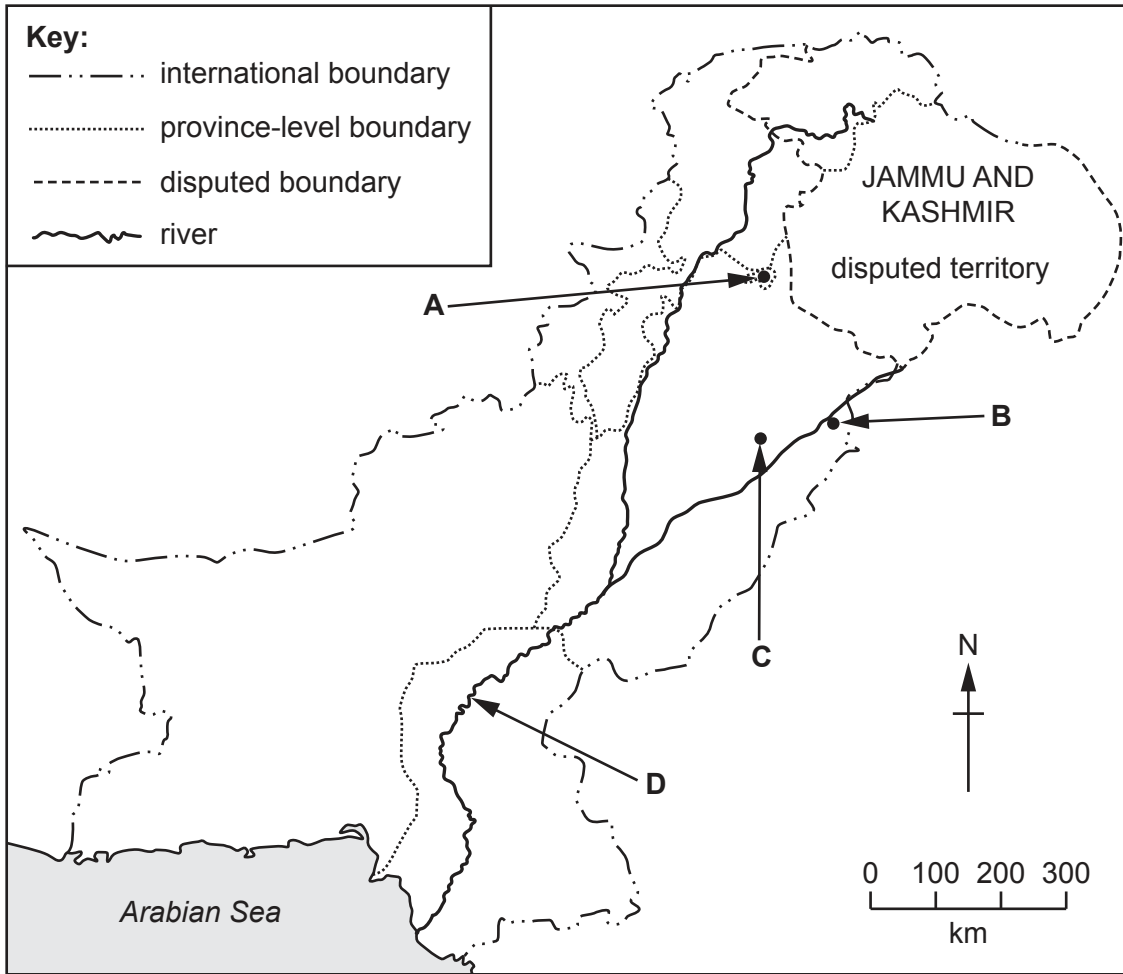 Key:
international boundary
province-level boundary
disputed boundary
river
JAMMU AND
KASHMIR
disputed territory
A
B
C
N
D
0 100 200 300
km
Arabian Sea